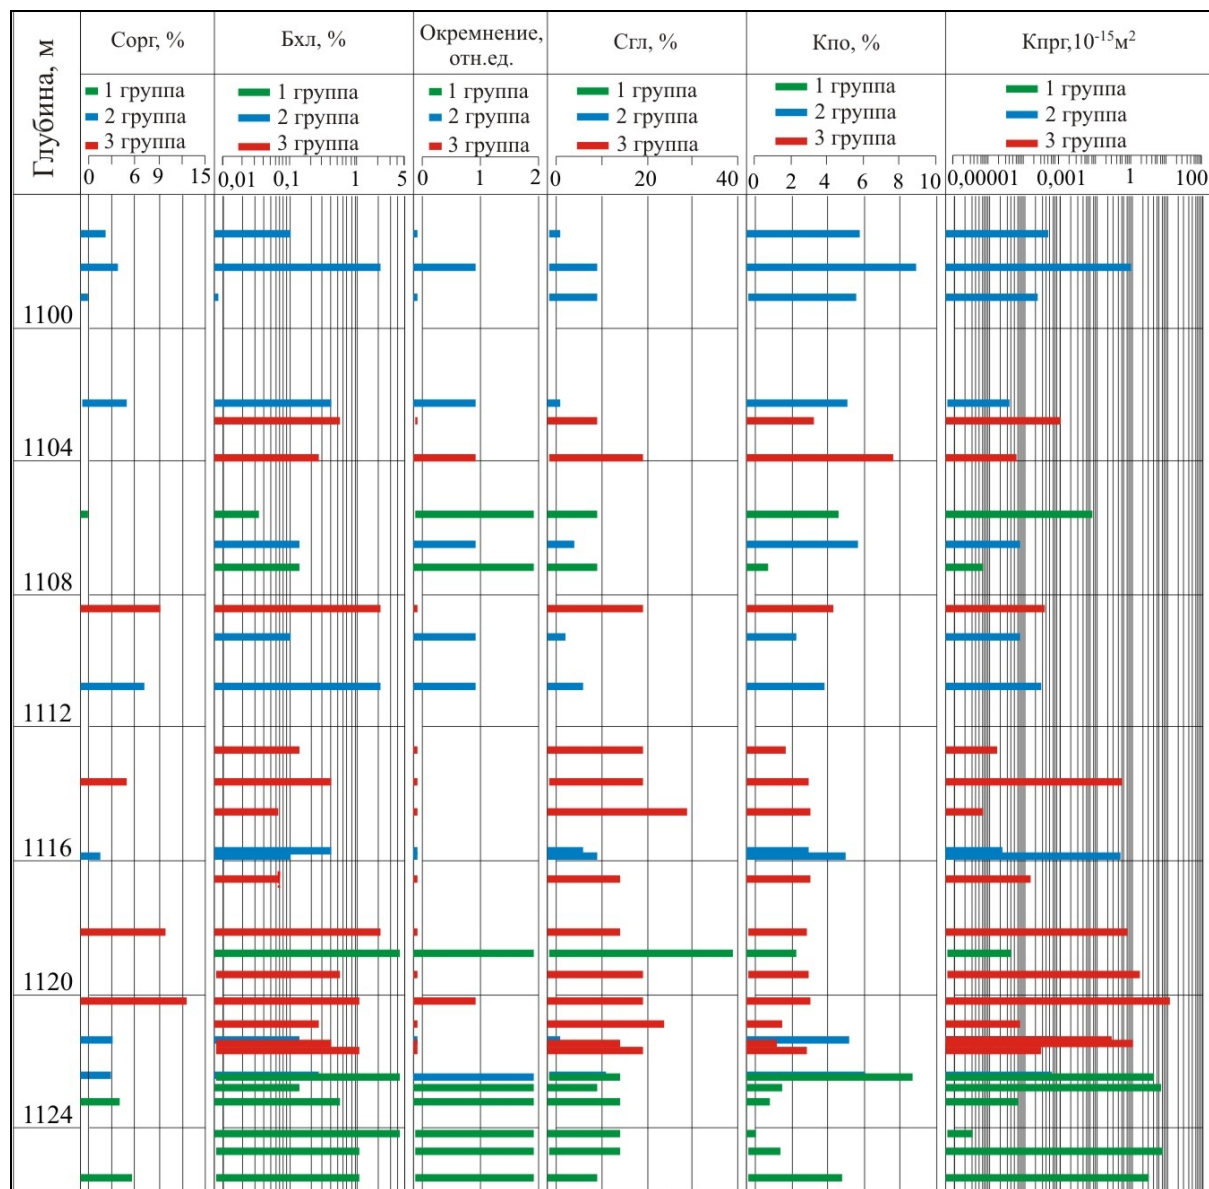 Глубина, м
Сорг, %
1 группа
2 группа
3 группа
0 6 9 15
Бхл, %
1 группа
2 группа
3 группа
0,01 0,1 1 5
Окремнение,
отн.ед.
1 группа
2 группа
3 группа
0 1 2
Сгл, %
1 группа
2 группа
3 группа
0 20 40
Кпо, %
1 группа
2 группа
3 группа
0 2 4 6 8 10
Кпрг,10⁻¹⁵м²
1 группа
2 группа
3 группа
0,00001 0,001 1 100
1100
1104
1108
1112
1116
1120
1124